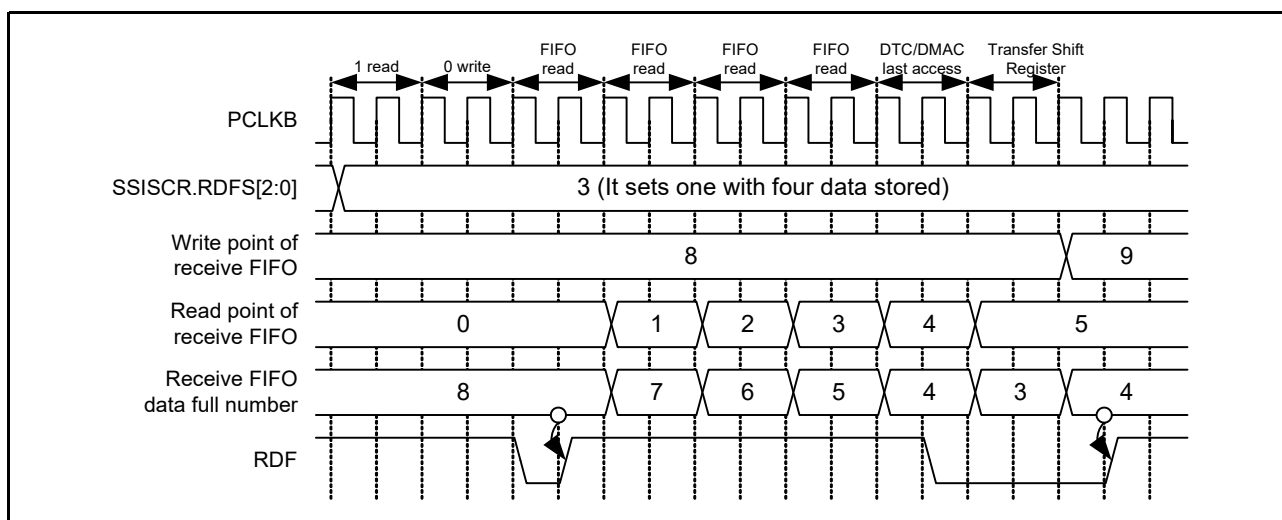 1 read
0 write
FIFO
read
FIFO
read
FIFO
read
FIFO
read
DTC/DMAC
last access
Transfer Shift
Register
PCLKB
SSISCR.RDFS[2:0]
3 (It sets one with four data stored)
Write point of
receive FIFO
8
9
Read point of
receive FIFO
0
1
2
3
4
5
Receive FIFO
data full number
8
7
6
5
4
3
4
RDF